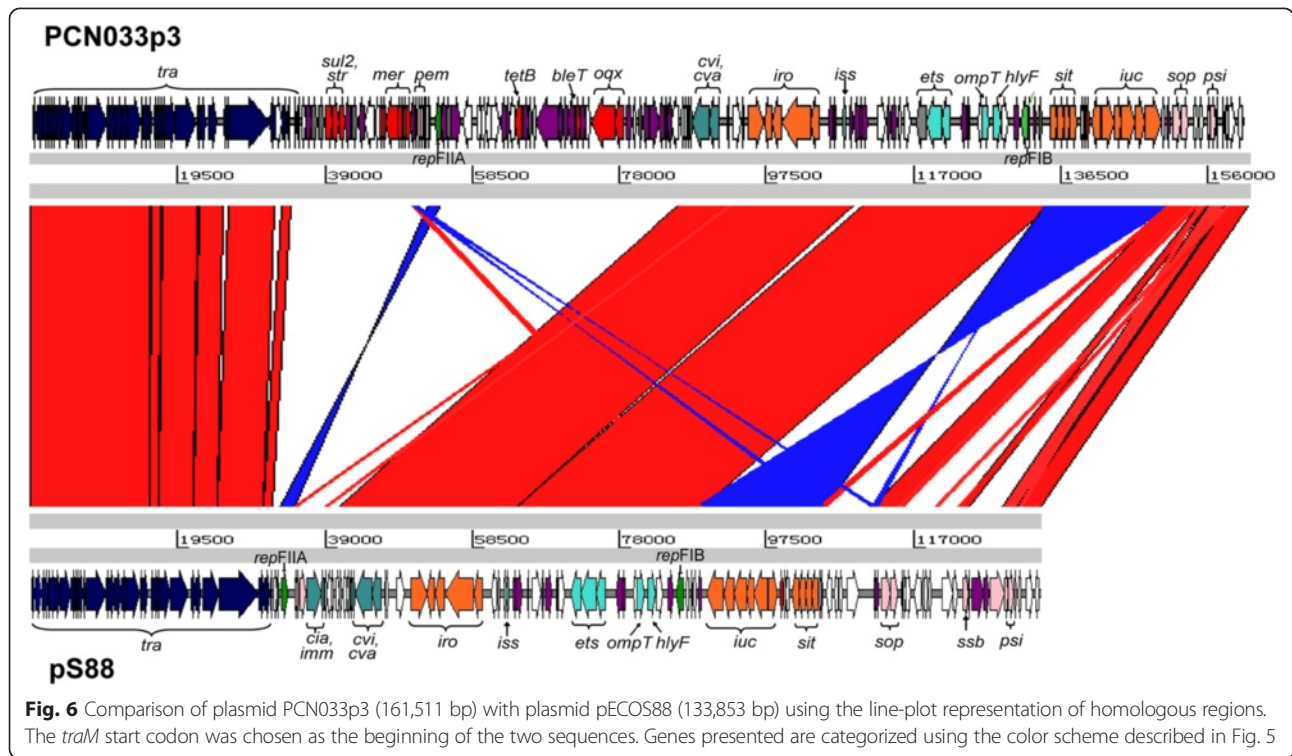 PCN033p3
tra
sul2, str
mer
pem
tetB
bleT
oqx
cvi, cva
iro
iss
ets
ompT
hlyF
sit
iuc
sop
psi
repFIIA
repFIB
19500
39000
58500
78000
97500
117000
136500
156000
19500
39000
58500
78000
97500
117000
repFIIA
repFIB
tra
cia, imm
cvi, cva
iro
iss
ets
ompT
hlyF
iuc
sit
sop
ssb
psi
pS88
Fig. 6 Comparison of plasmid PCN033p3 (161,511 bp) with plasmid pECOS88 (133,853 bp) using the line-plot representation of homologous regions.
The traM start codon was chosen as the beginning of the two sequences. Genes presented are categorized using the color scheme described in Fig. 5